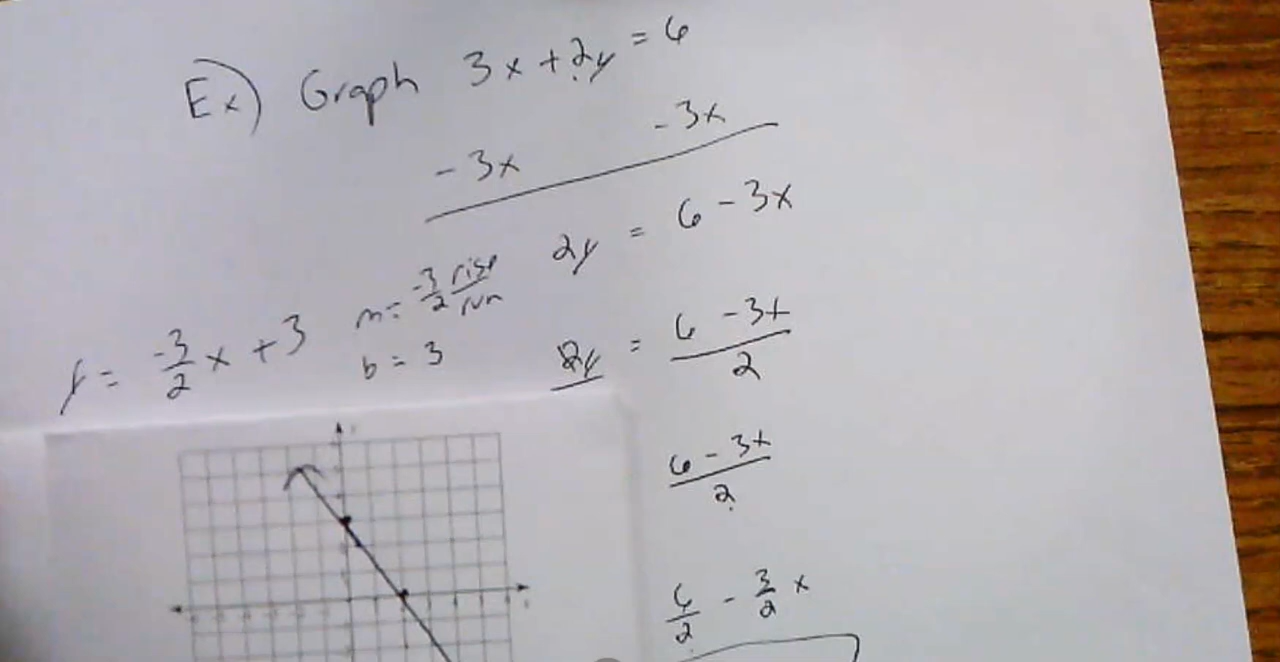 Ex) Graph 3x + 2y = 6
- 3x - 3x
2y = 6 - 3x
m = -3/2 rise/run
y = -3/2 x + 3
b = 3
2y = 6 - 3x / 2
6 - 3x / 2
6/2 - 3/2 x